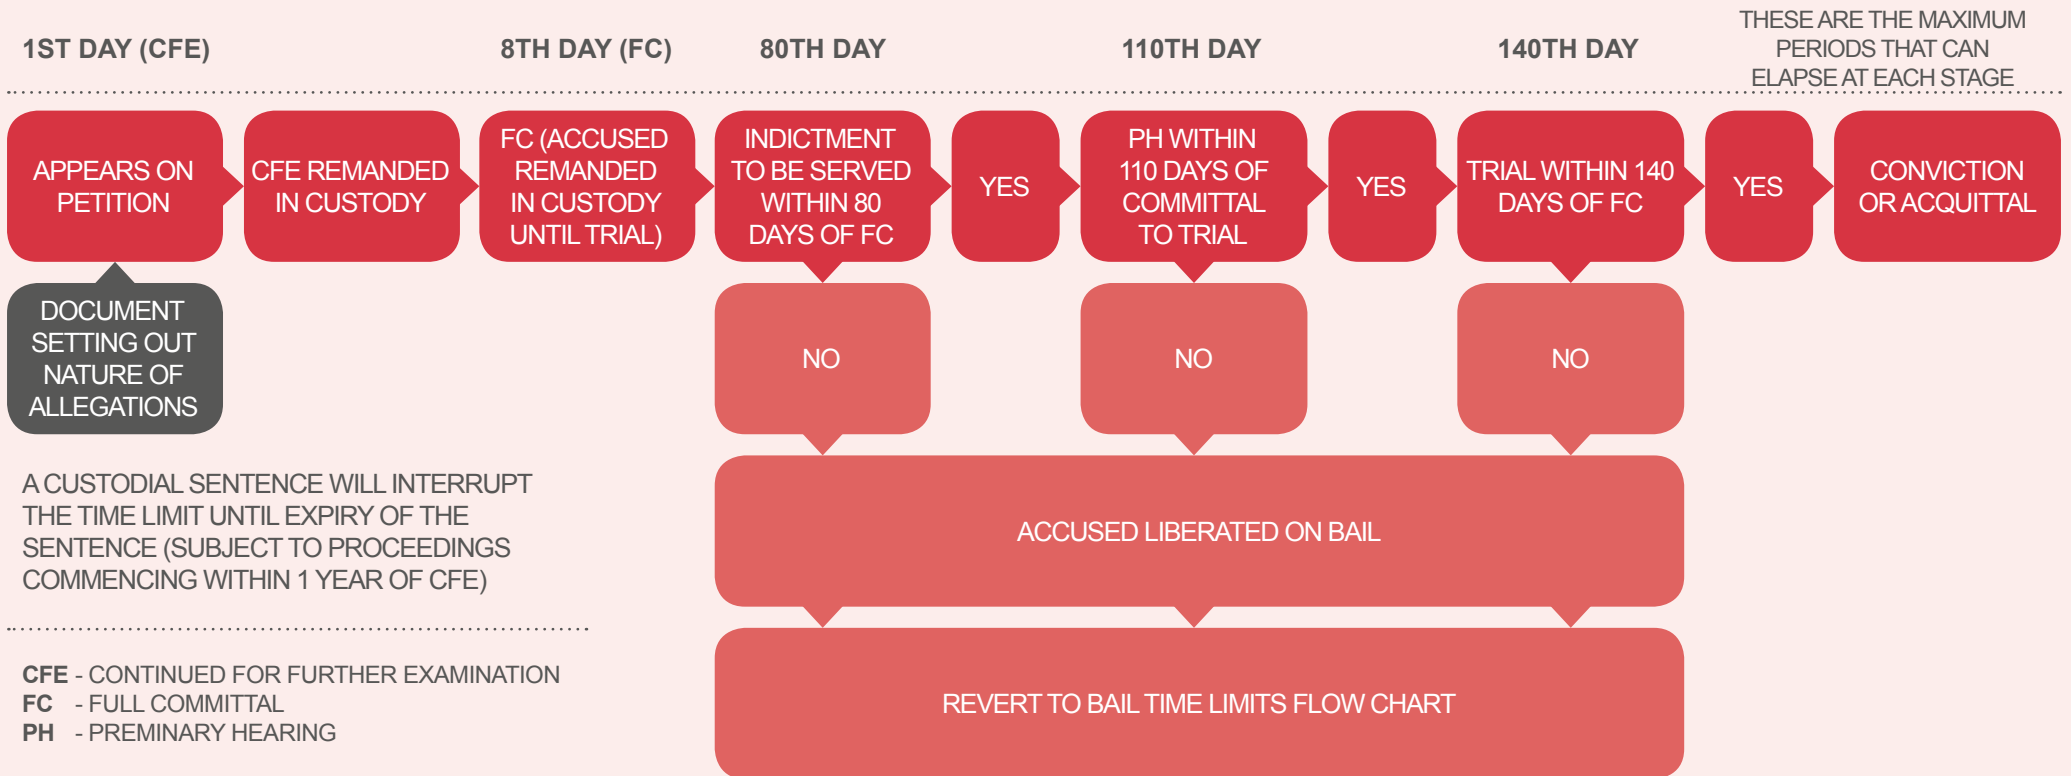 1ST DAY (CFE)
8TH DAY (FC)
80TH DAY
110TH DAY
140TH DAY
THESE ARE THE MAXIMUM
PERIODS THAT CAN
ELAPSE AT EACH STAGE
APPEARS ON
PETITION
CFE REMANDED
IN CUSTODY
FC (ACCUSED
REMANDED
IN CUSTODY
UNTIL TRIAL)
INDICTMENT
TO BE SERVED
WITHIN 80
DAYS OF FC
YES
PH WITHIN
110 DAYS OF
COMMITTAL
TO TRIAL
YES
TRIAL WITHIN 140
DAYS OF FC
YES
CONVICTION
OR ACQUITTAL
DOCUMENT
SETTING OUT
NATURE OF
ALLEGATIONS
NO
NO
NO
A CUSTODIAL SENTENCE WILL INTERRUPT
THE TIME LIMIT UNTIL EXPIRY OF THE
SENTENCE (SUBJECT TO PROCEEDINGS
COMMENCING WITHIN 1 YEAR OF CFE)
ACCUSED LIBERATED ON BAIL
CFE - CONTINUED FOR FURTHER EXAMINATION
FC - FULL COMMITTAL
PH - PREMINARY HEARING
REVERT TO BAIL TIME LIMITS FLOW CHART